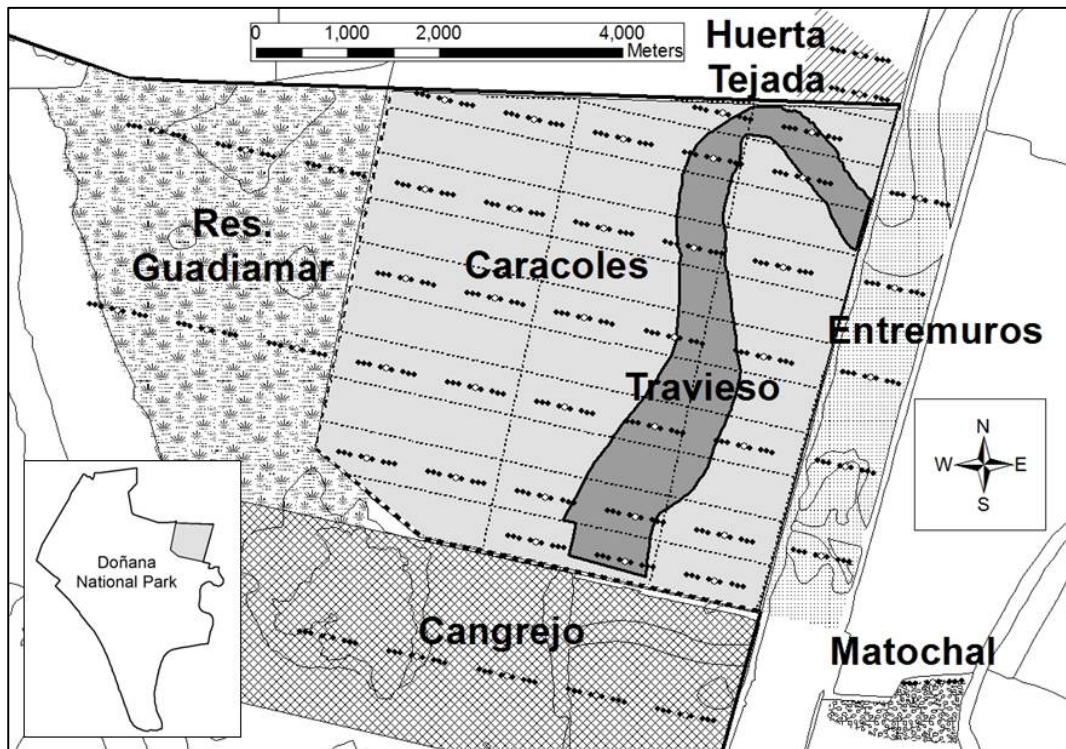 0 1,000 2,000 4,000
Meters
Huerta
Tejada
Res.
Guadiamar
Caracoles
Entremuros
Travieso
N
W E
S
Doñana
National Park
Cangrejo
Matochal